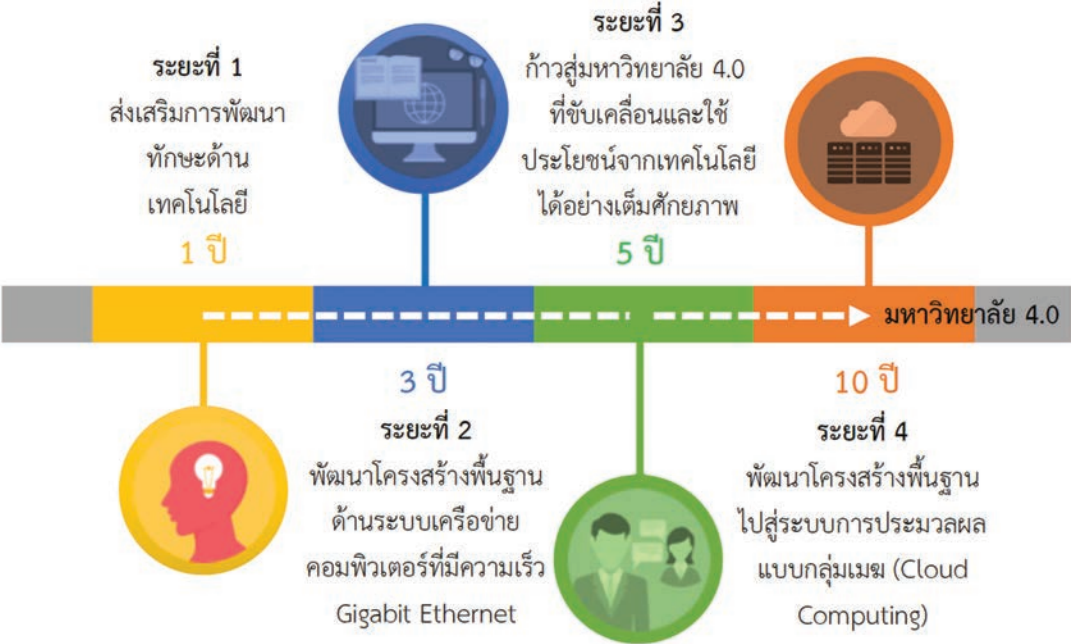 ระยะที่ 1
ส่งเสริมการพัฒนา
ทักษะด้าน
เทคโนโลยี
1 ปี
3 ปี
ระยะที่ 2
พัฒนาโครงสร้างพื้นฐาน
ด้านระบบเครือข่าย
คอมพิวเตอร์ที่มีความเร็ว
Gigabit Ethernet
ระยะที่ 3
ก้าวสู่มหาวิทยาลัย 4.0
ที่ขับเคลื่อนและใช้
ประโยชน์จากเทคโนโลยี
ได้อย่างเต็มศักยภาพ
5 ปี
10 ปี
ระยะที่ 4
พัฒนาโครงสร้างพื้นฐาน
ไปสู่ระบบการประมวลผล
แบบกลุ่มเมฆ (Cloud
Computing)
มหาวิทยาลัย 4.0